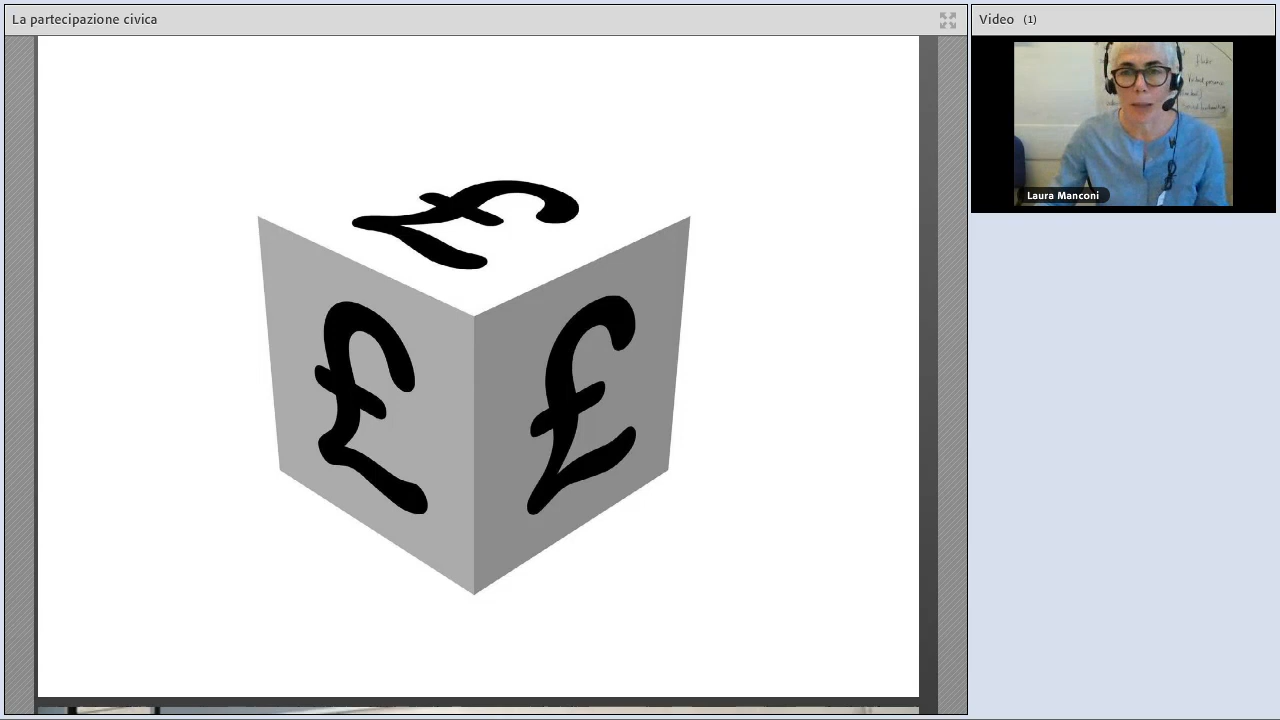 La partecipazione civica
Video (1)
£
£
£
Laura Manconi